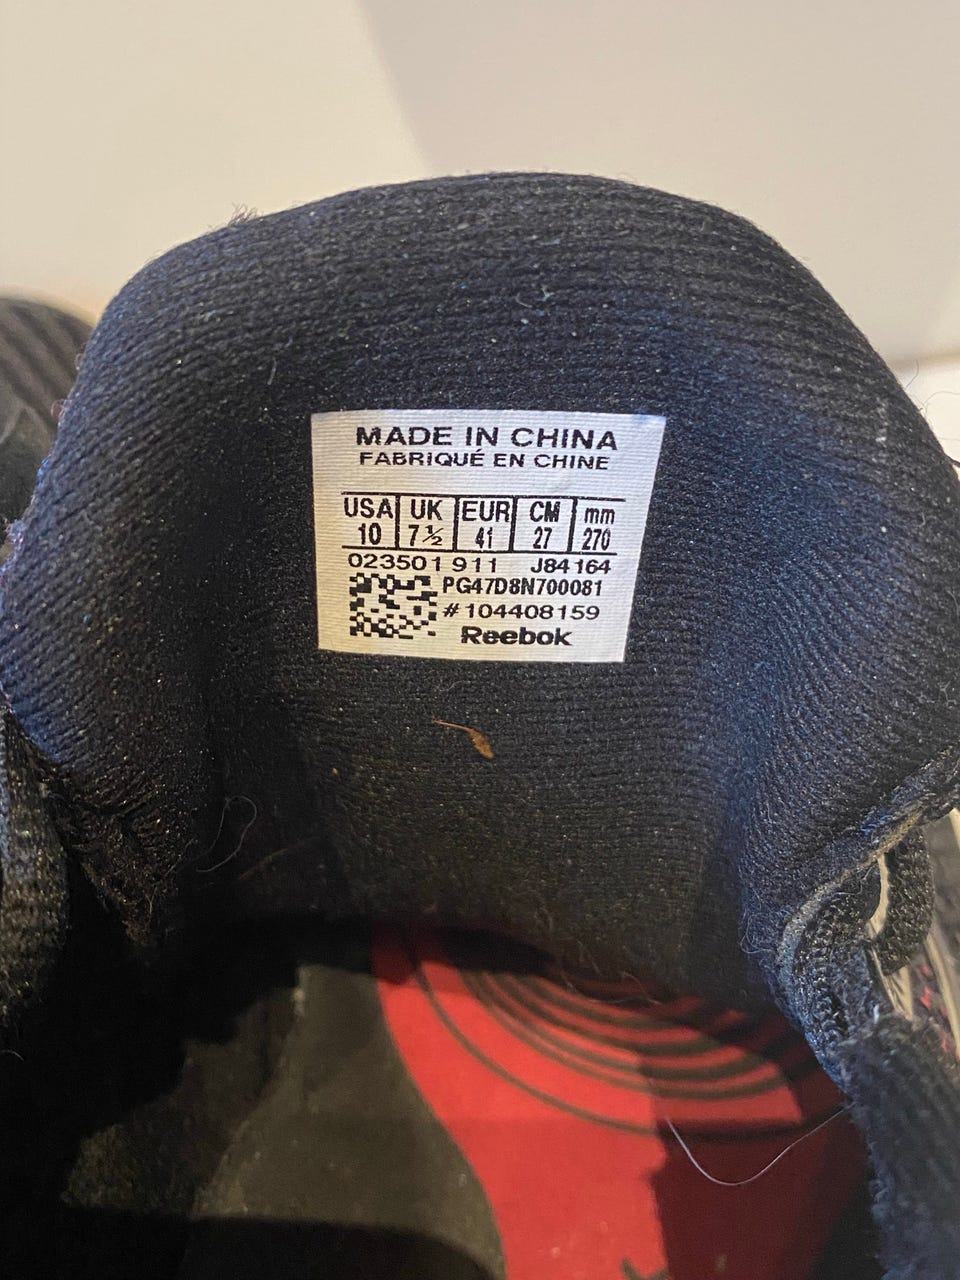 MADE IN CHINA
FABRIQUÉ EN CHINE
USA UK EUR CM mm
10 7½ 41 27 270
023501 911 J84164
PG47D8N700081
#104408159
Reebok